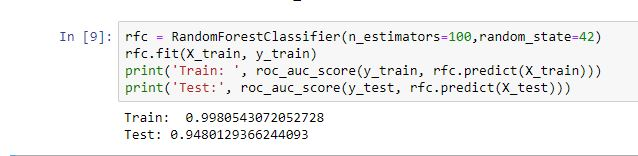 In [9]: rfc = RandomForestClassifier(n_estimators=100,random_state=42)
rfc.fit(X_train, y_train)
print('Train: ', roc_auc_score(y_train, rfc.predict(X_train)))
print('Test:', roc_auc_score(y_test, rfc.predict(X_test)))
Train:  0.9980543072052728
Test: 0.9480129366244093